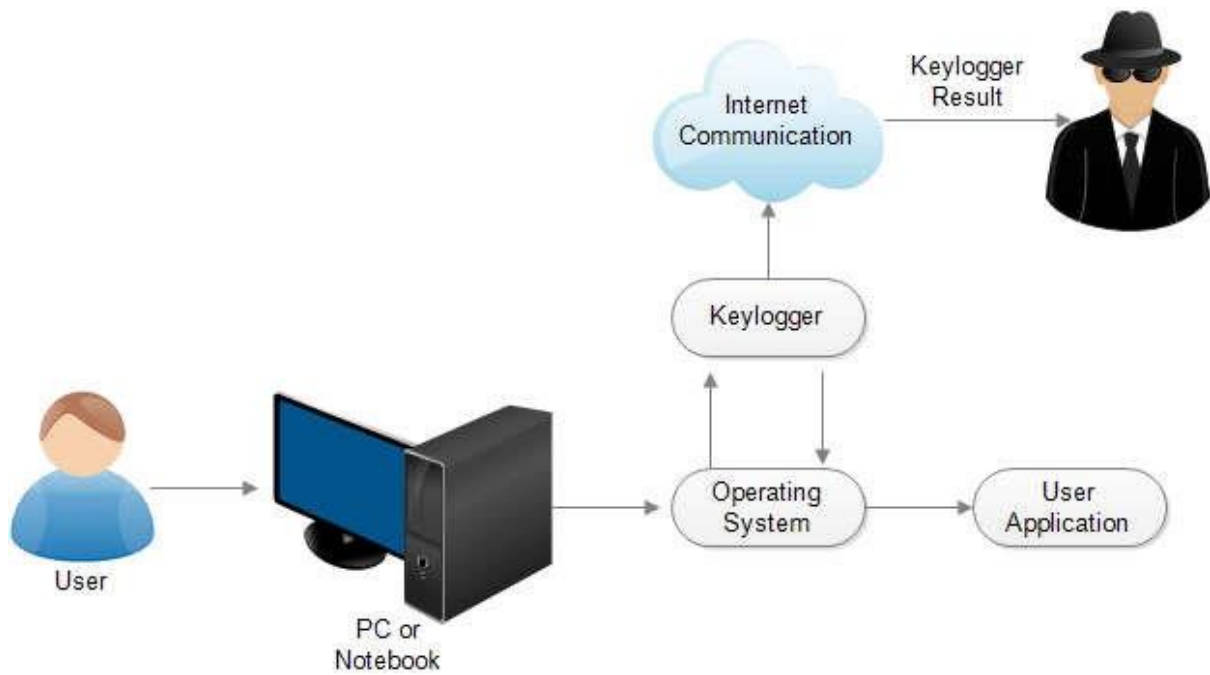 Internet
Communication
Keylogger
Result
Keylogger
Operating
System
User
Application
User
PC or
Notebook